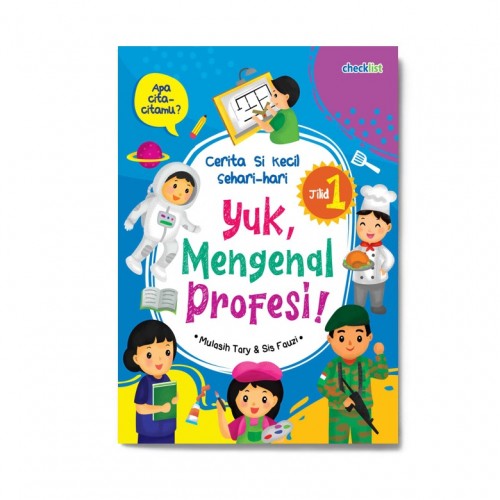 checklist
Apa
cita-
citamu?
Cerita Si Kecil
Sehari-hari
Jilid 1
Yuk,
Mengenal
Profesi!
• Mulasih Tary & Sis Fauzi •